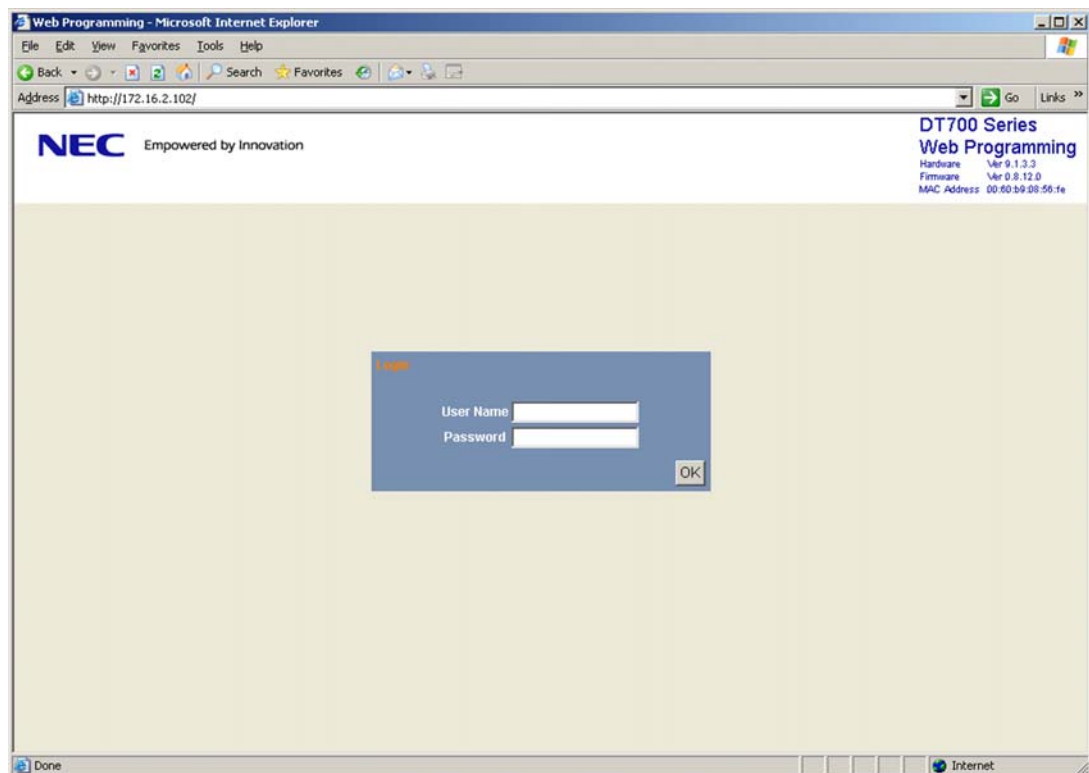 Web Programming - Microsoft Internet Explorer
File Edit View Favorites Tools Help
Back Search Favorites
Address http://172.16.2.102/ Go Links »
NEC Empowered by Innovation
DT700 Series
Web Programming
Hardware Ver 9.1.3.3
Firmware Ver 0.8.12.0
MAC Address 00:60:b9:08:56:fe
Login
User Name
Password
OK
Done Internet